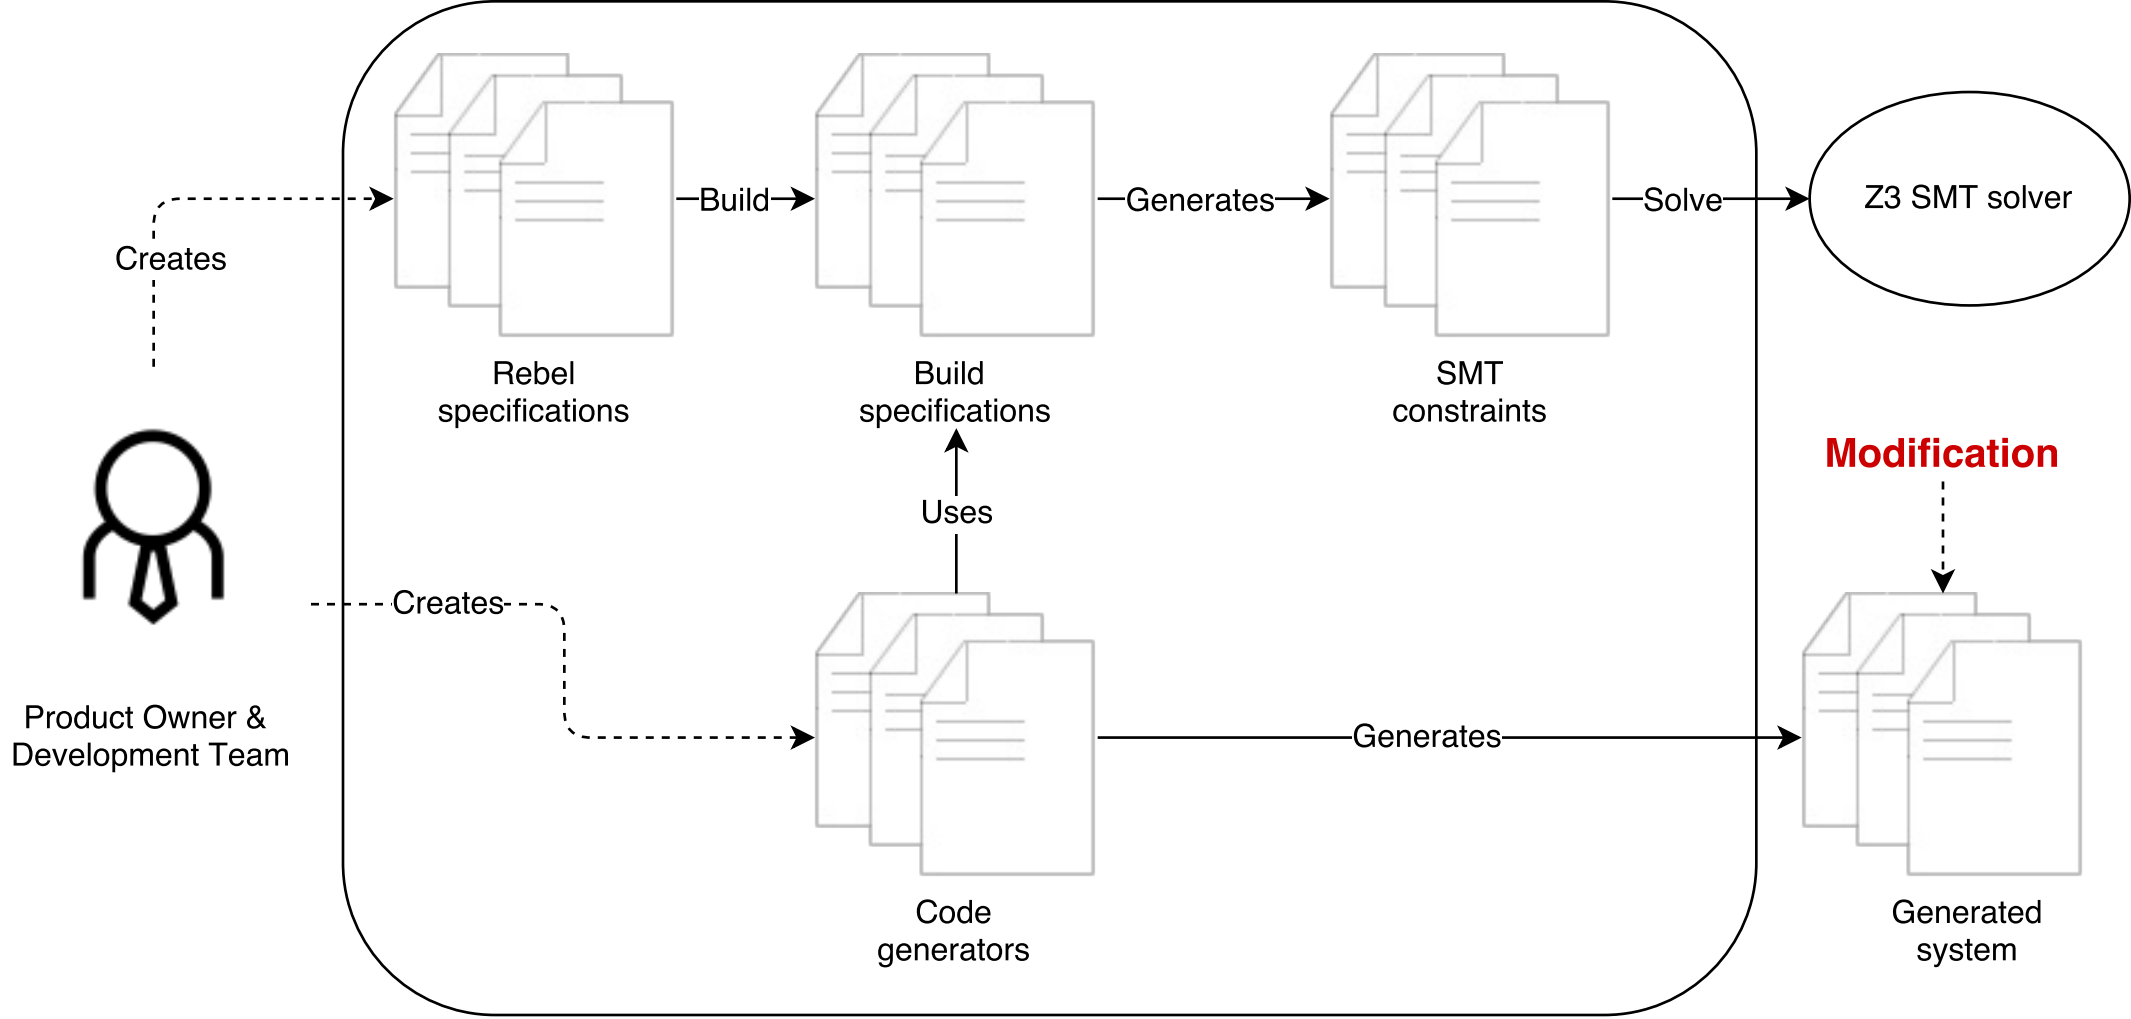 Creates
Build
Generates
Solve
Z3 SMT solver
Rebel
specifications
Build
specifications
SMT
constraints
Modification
Uses
Creates
Product Owner &
Development Team
Generates
Code
generators
Generated
system